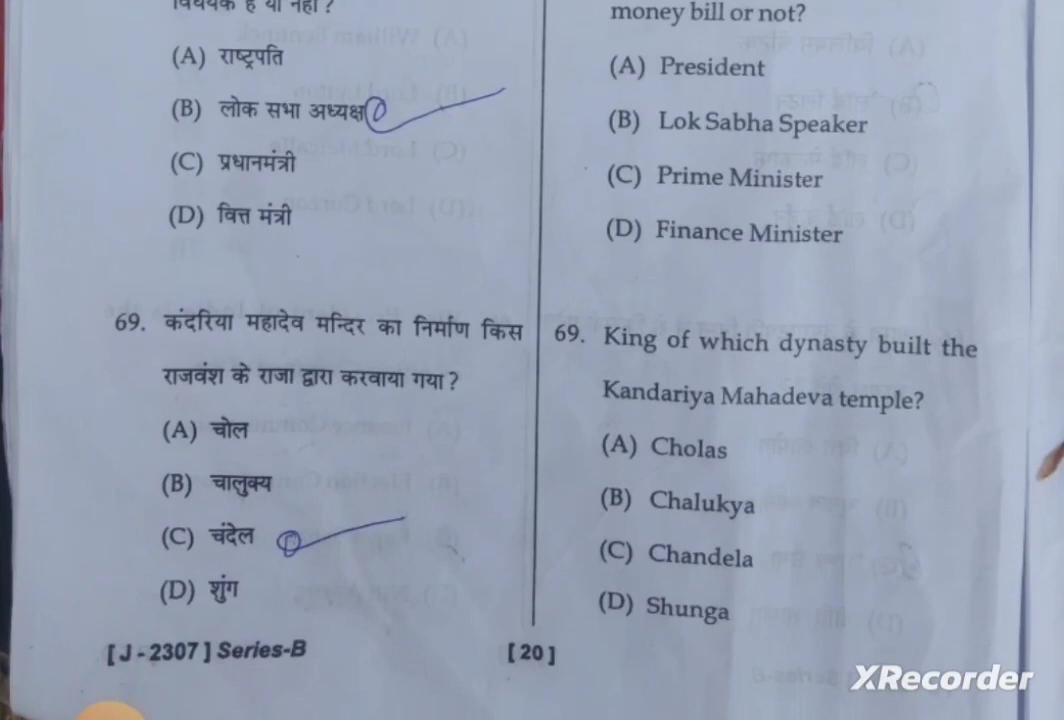 विधेयक है या नहीं ?
(A) राष्ट्रपति
(B) लोक सभा अध्यक्ष
(C) प्रधानमंत्री
(D) वित्त मंत्री
69. कंदरिया महादेव मन्दिर का निर्माण किस
राजवंश के राजा द्वारा करवाया गया ?
(A) चोल
(B) चालुक्य
(C) चंदेल
(D) शुंग
money bill or not?
(A) President
(B) Lok Sabha Speaker
(C) Prime Minister
(D) Finance Minister
69. King of which dynasty built the
Kandariya Mahadeva temple?
(A) Cholas
(B) Chalukya
(C) Chandela
(D) Shunga
[ J - 2307 ] Series-B
[ 20 ]
XRecorder